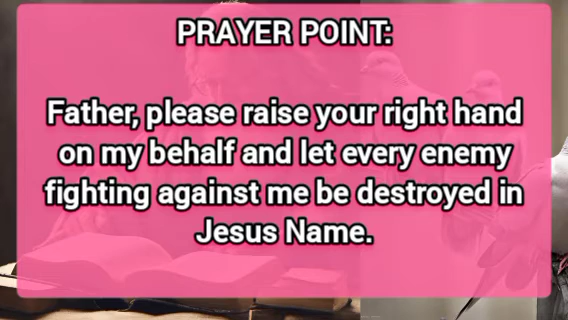 PRAYER POINT:
Father, please raise your right hand
on my behalf and let every enemy
fighting against me be destroyed in
Jesus Name.